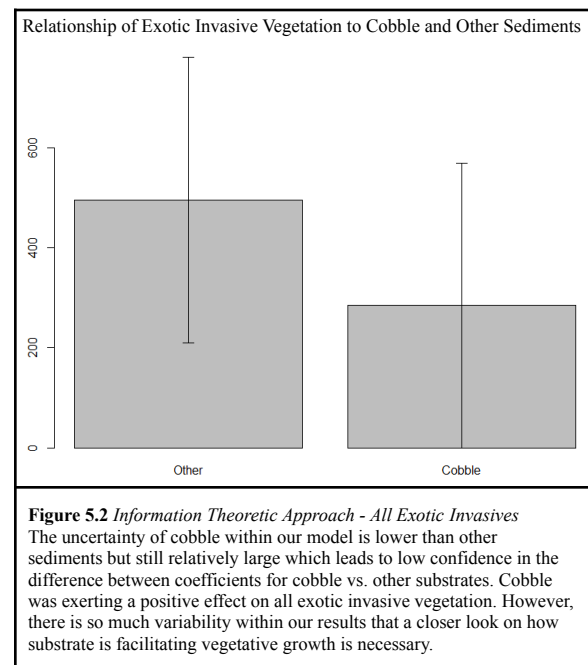 Relationship of Exotic Invasive Vegetation to Cobble and Other Sediments
600
400
200
0
Other
Cobble
Figure 5.2 Information Theoretic Approach - All Exotic Invasives
The uncertainty of cobble within our model is lower than other
sediments but still relatively large which leads to low confidence in the
difference between coefficients for cobble vs. other substrates. Cobble
was exerting a positive effect on all exotic invasive vegetation. However,
there is so much variability within our results that a closer look on how
substrate is facilitating vegetative growth is necessary.